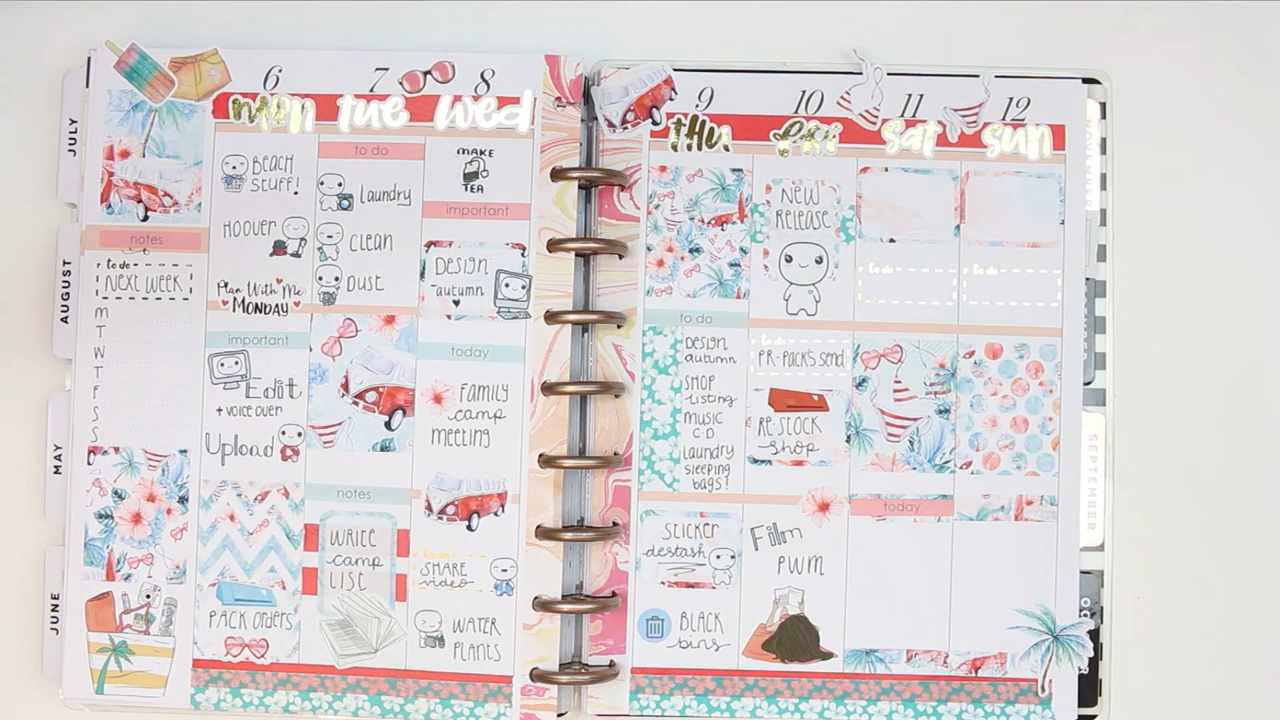 JULY
AUGUST
MAY
JUNE
notes
to do
NEXT WEEK
M
T
W
T
F
S
S
6
mon
BEACH
STUFF!
HOOVER
Plan With Me
MONDAY
important
Edit
+ VOICE OVER
Upload
PACK ORDERS
7
tue
to do
LAUNDRY
CLEAN
DUST
notes
WRITE
CAMP
LIST
8
wed
MAKE
TEA
important
DESIGN
autumn
today
FAMILY
camp
MEETING
to do
SHARE
video
WATER
PLANTS
9
thu
to do
DESIGN
autumn
SHOP
Listing
MUSIC
C.D
LAUNDRY
SLEEPING
BAGS?
STICKER
destash
BLACK
bins
10
fri
NEW
RELEASE
to do
PR-PACK'S SEND
RE-STOCK
shop
Film
PWM
11
sat
to do
today
12
sun
to do
SEPTEMBER